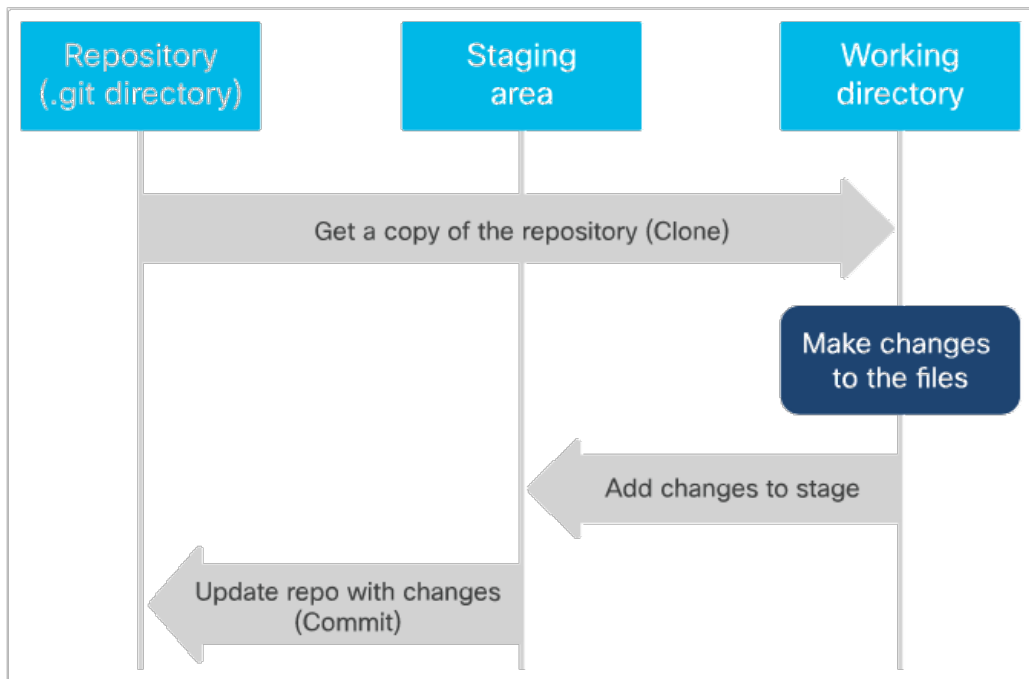 Repository
(.git directory)
Staging
area
Working
directory
Get a copy of the repository (Clone)
Make changes
to the files
Add changes to stage
Update repo with changes
(Commit)